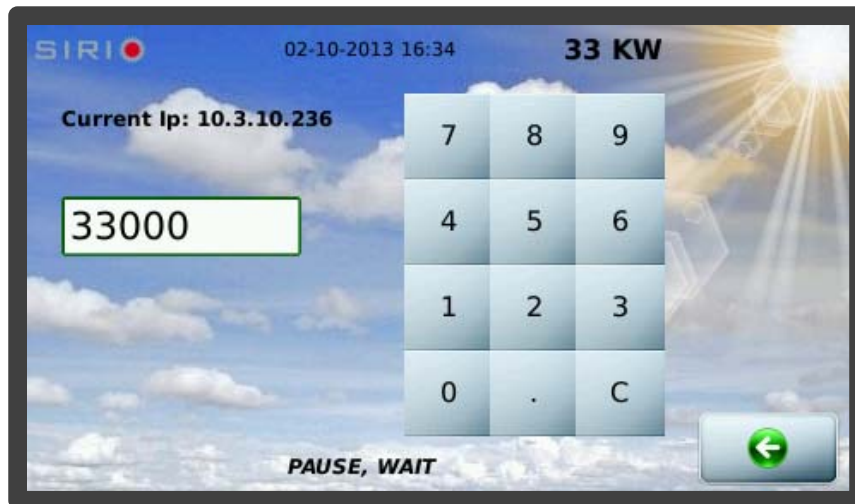 SIRIO 02-10-2013 16:34 33 KW
Current Ip: 10.3.10.236
33000
7 8 9
4 5 6
1 2 3
0 . C
PAUSE, WAIT